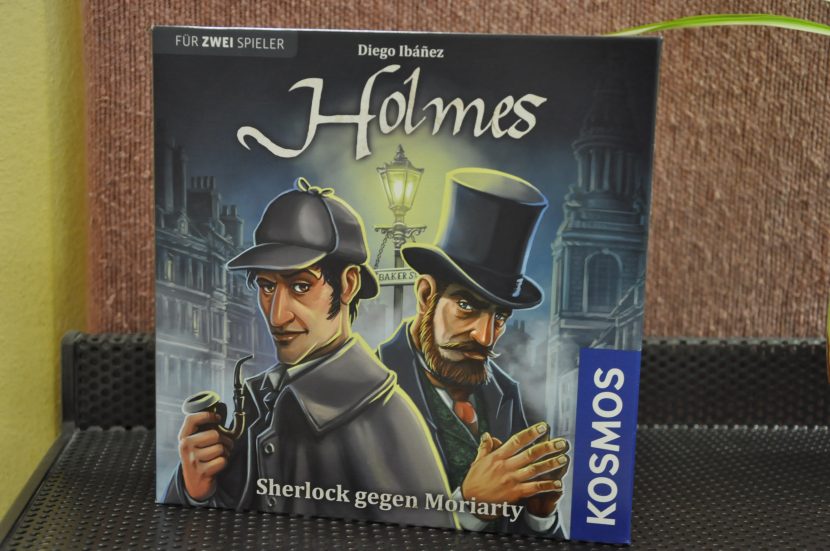 FÜR ZWEI SPIELER
Diego Ibáñez
Holmes
BAKER ST
Sherlock gegen Moriarty
KOSMOS